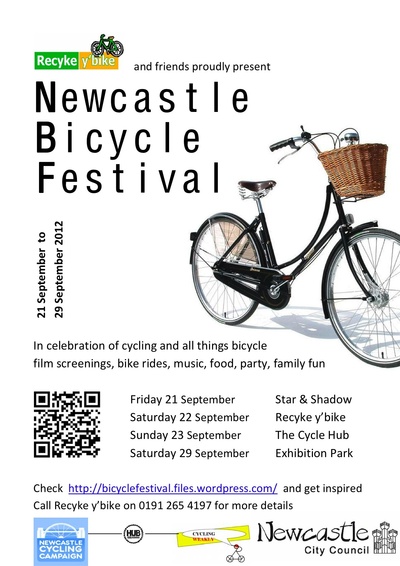 Recyke y'bike
and friends proudly present
Newcastle
Bicycle
Festival
21 September to
29 September 2012
In celebration of cycling and all things bicycle
film screenings, bike rides, music, food, party, family fun
Friday 21 September Star & Shadow
Saturday 22 September Recyke y'bike
Sunday 23 September The Cycle Hub
Saturday 29 September Exhibition Park
Check http://bicyclefestival.files.wordpress.com/ and get inspired
Call Recyke y'bike on 0191 265 4197 for more details
NEWCASTLE
CYCLING
CAMPAIGN
HUB
CYCLING
WEAKLY
Newcastle
City Council